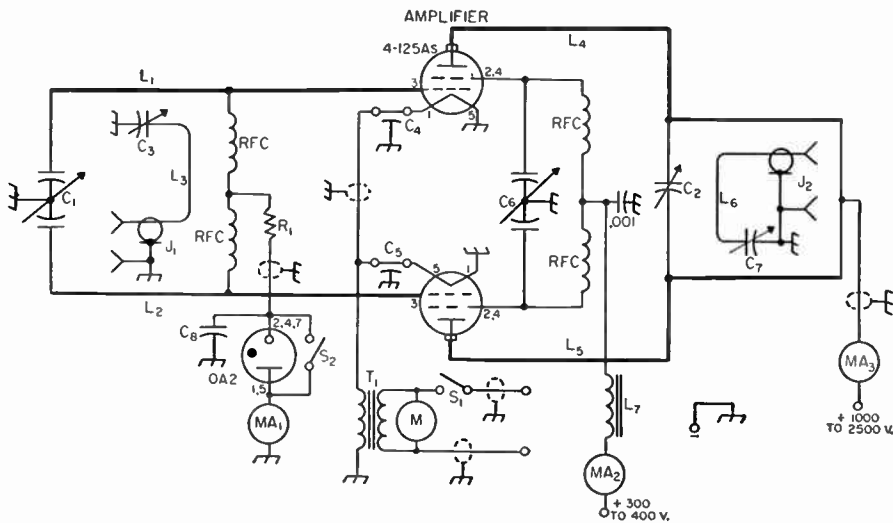 AMPLIFIER
4-125As
L4
L1
3
2,4
1
5
C4
RFC
C3
L3
RFC
C1
J1
RFC
R1
C6
.001
C2
L6
J2
C7
C5
5
1
RFC
3
2,4
L2
L5
C8
2,4,7
S2
OA2
1,5
MA1
T1
S1
M
L7
MA2
+300
TO 400 V.
-
MA3
+ 1000
TO 2500 V.